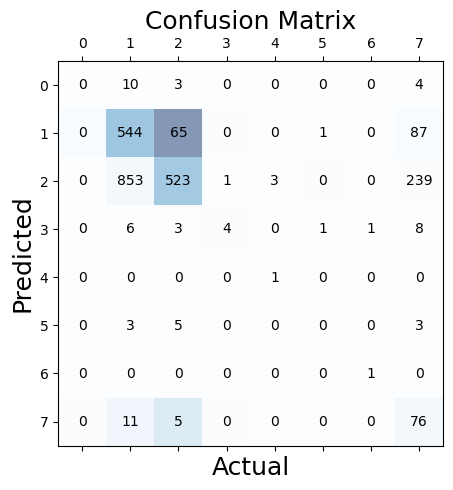 Confusion Matrix
0 1 2 3 4 5 6 7
0 0 10 3 0 0 0 0 4
1 0 544 65 0 0 1 0 87
2 0 853 523 1 3 0 0 239
3 0 6 3 4 0 1 1 8
4 0 0 0 0 1 0 0 0
5 0 3 5 0 0 0 0 3
6 0 0 0 0 0 0 1 0
7 0 11 5 0 0 0 0 76
Predicted
Actual